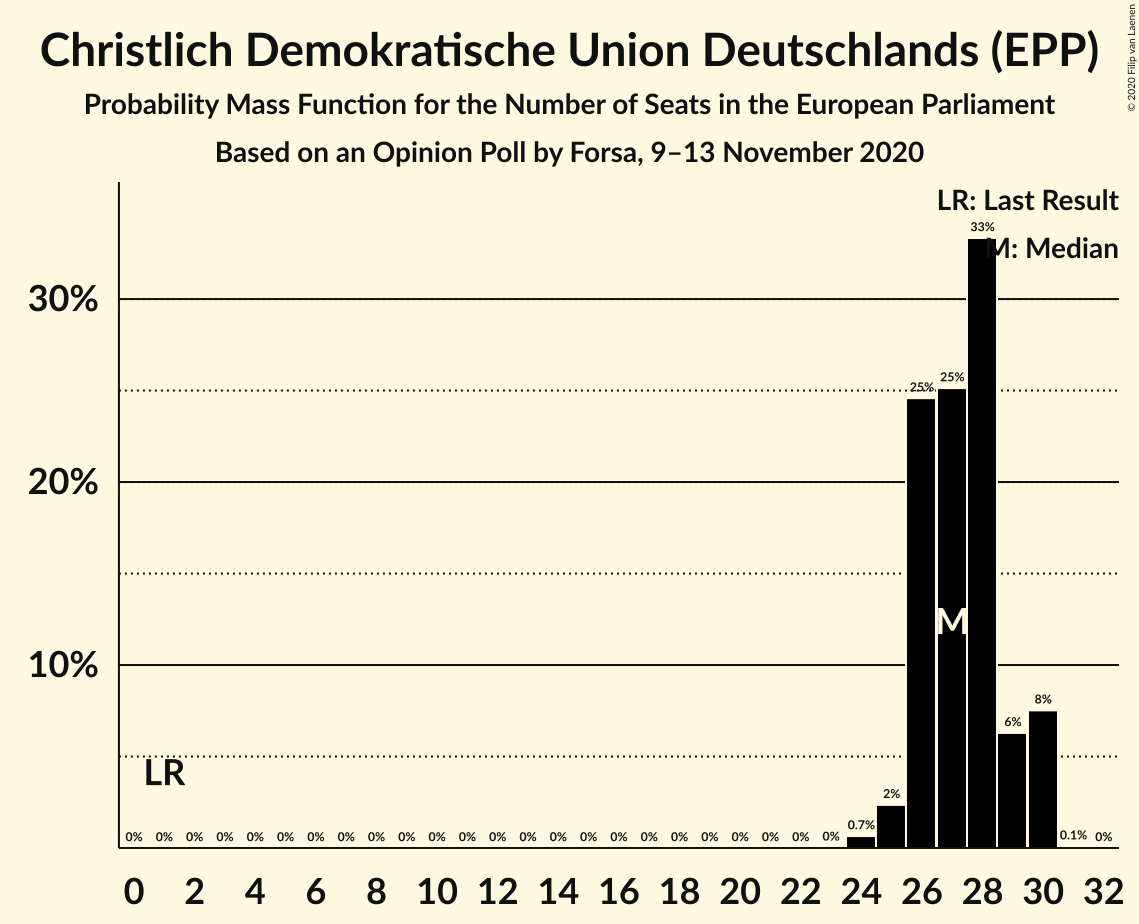 Christlich Demokratische Union Deutschlands (EPP)
Probability Mass Function for the Number of Seats in the European Parliament
Based on an Opinion Poll by Forsa, 9–13 November 2020
© 2020 Filip van Laenen
LR: Last Result
M: Median
33%
30%
25% 25%
20%
M
10%
8%
6%
LR
2%
0.7%
0% 0% 0% 0% 0% 0% 0% 0% 0% 0% 0% 0% 0% 0% 0% 0% 0% 0% 0% 0% 0% 0% 0% 0% 0.1% 0%
0 2 4 6 8 10 12 14 16 18 20 22 24 26 28 30 32